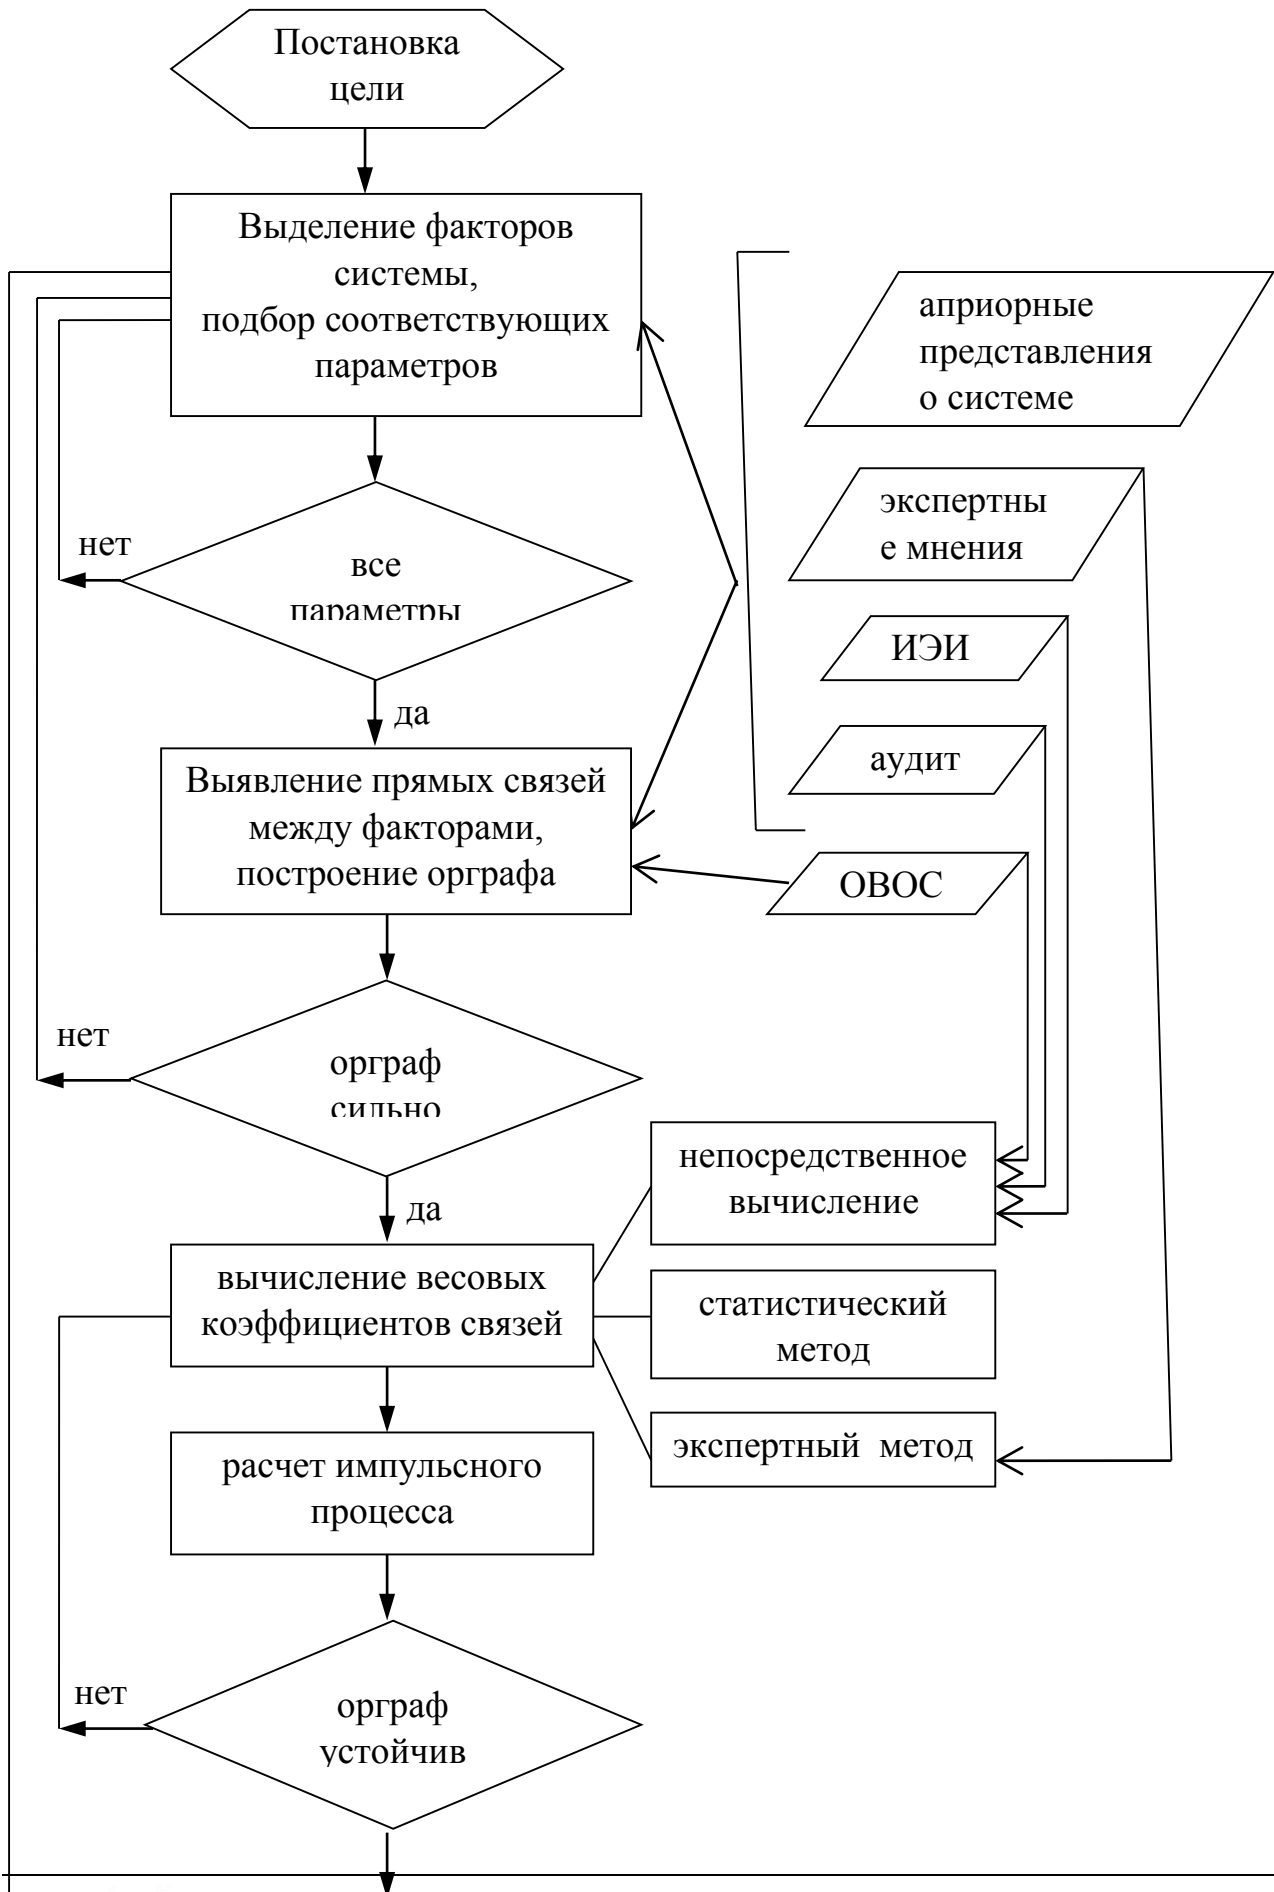 Постановка
цели
Выделение факторов
системы,
подбор соответствующих
параметров
априорные
представления
о системе
экспертны
е мнения
нет
все
параметры
ИЭИ
да
аудит
Выявление прямых связей
между факторами,
построение орграфа
ОВОС
нет
орграф
сильно
да
непосредственное
вычисление
вычисление весовых
коэффициентов связей
статистический
метод
экспертный метод
расчет импульсного
процесса
нет
орграф
устойчив